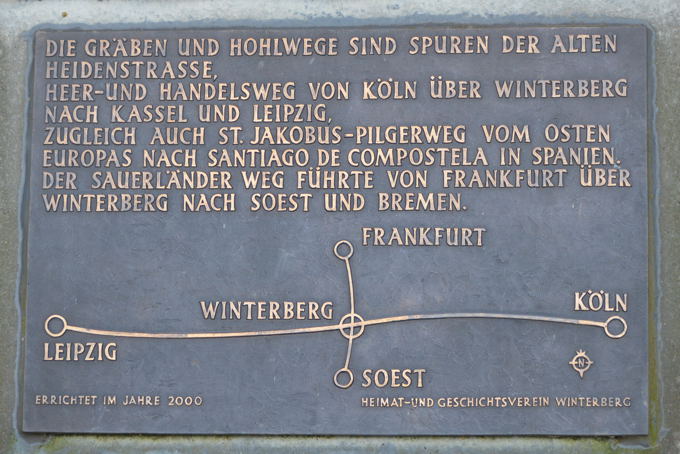 DIE GRÄBEN UND HOHLWEGE SIND SPUREN DER ALTEN
HEIDENSTRASSE,
HEER-UND HANDELSWEG VON KÖLN ÜBER WINTERBERG
NACH KASSEL UND LEIPZIG,
ZUGLEICH AUCH ST. JAKOBUS-PILGERWEG VOM OSTEN
EUROPAS NACH SANTIAGO DE COMPOSTELA IN SPANIEN.
DER SAUERLÄNDER WEG FÜHRTE VON FRANKFURT ÜBER
WINTERBERG NACH SOEST UND BREMEN.
FRANKFURT
WINTERBERG
KÖLN
LEIPZIG
N
SOEST
ERRICHTET IM JAHRE 2000
HEIMAT-UND GESCHICHTSVEREIN WINTERBERG